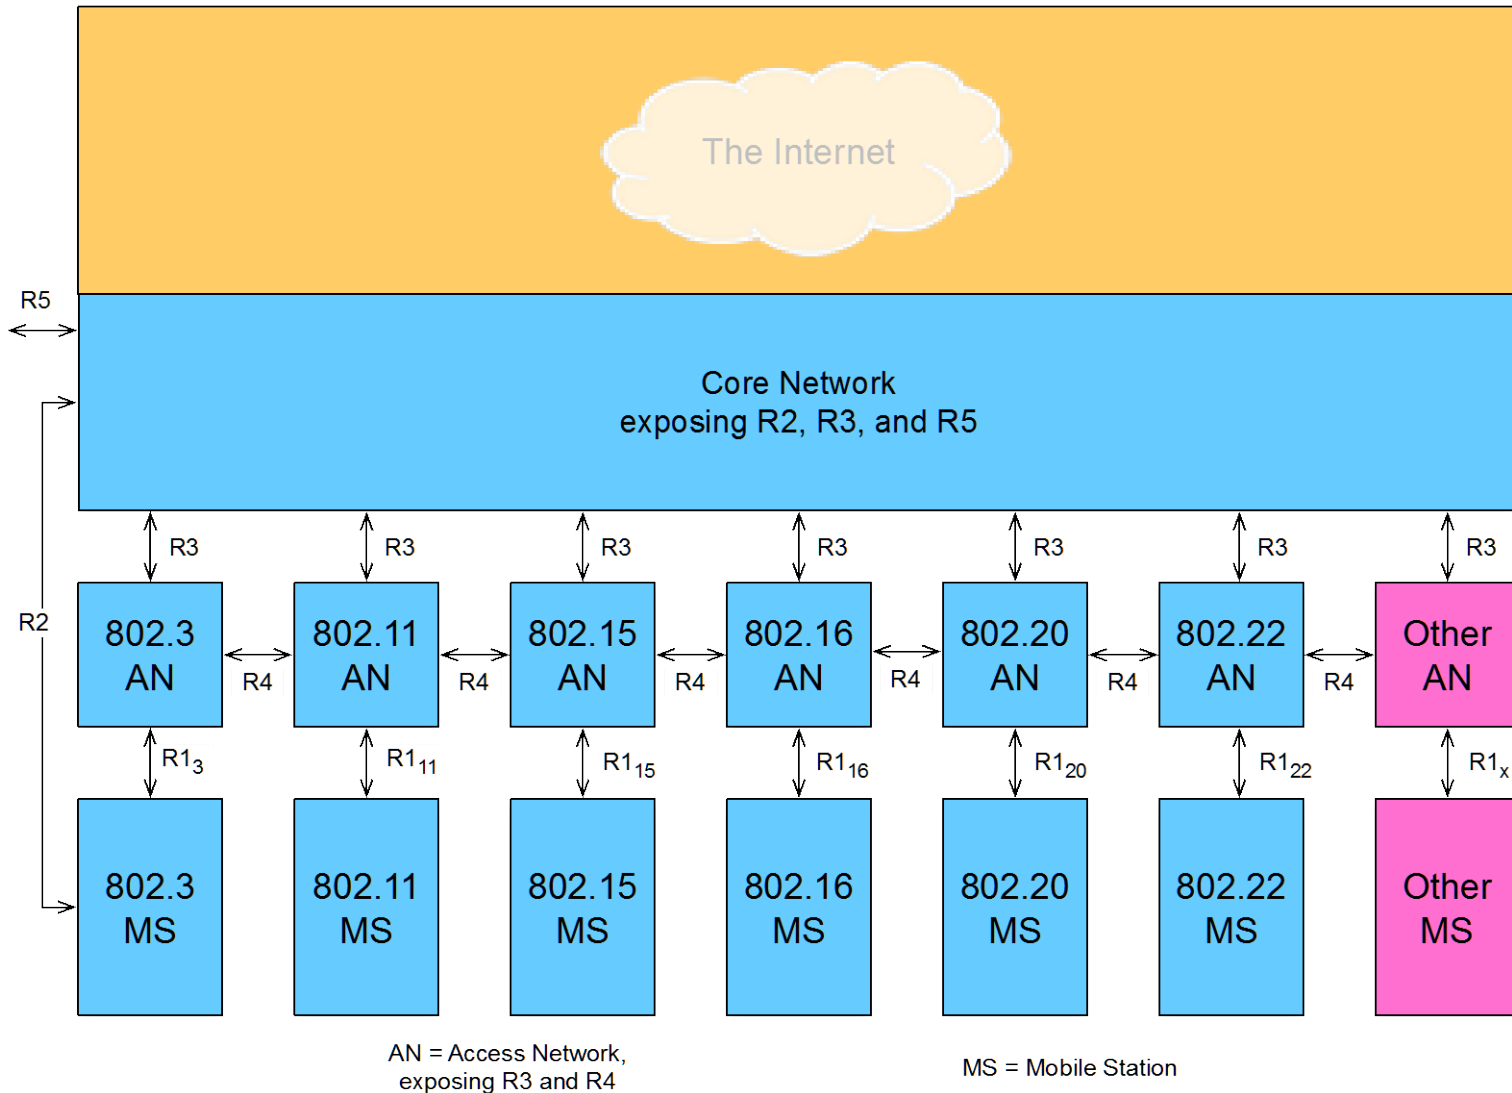 The Internet
R5
Core Network
exposing R2, R3, and R5
R3 R3 R3 R3 R3 R3 R3
R2
802.3 802.11 802.15 802.16 802.20 802.22 Other
AN AN AN AN AN AN AN
R4 R4 R4 R4 R4 R4
R1₃ R1₁₁ R1₁₅ R1₁₆ R1₂₀ R1₂₂ R1ₓ
802.3 802.11 802.15 802.16 802.20 802.22 Other
MS MS MS MS MS MS MS
AN = Access Network,
exposing R3 and R4
MS = Mobile Station